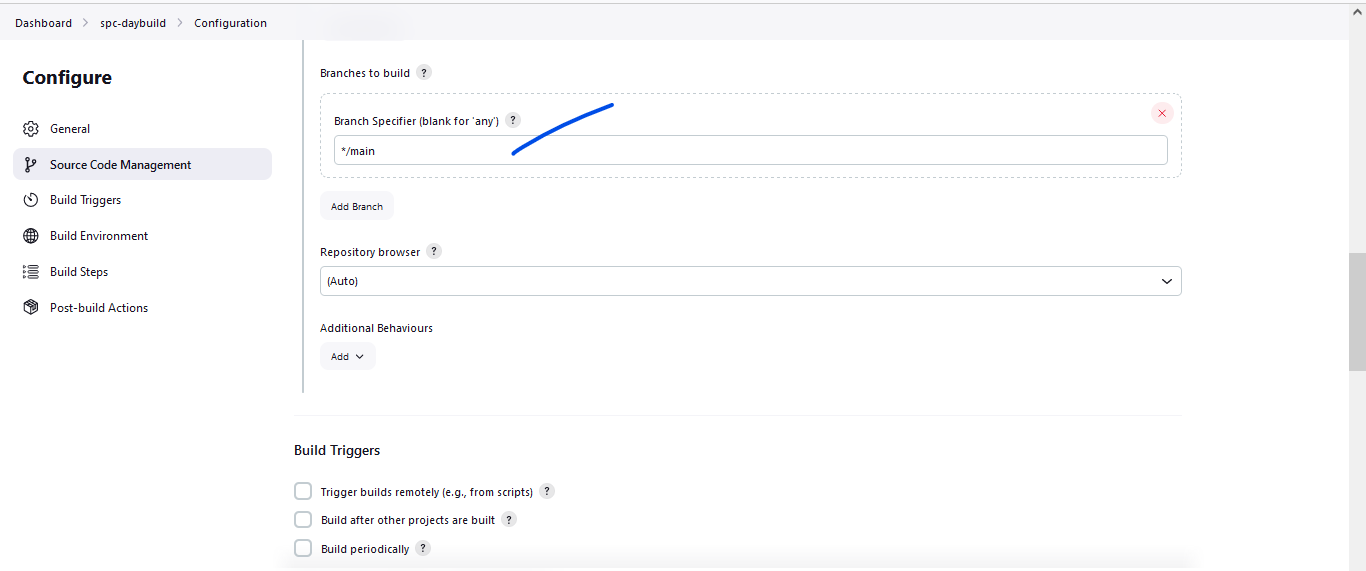 Dashboard > spc-daybuild > Configuration
Configure
General
Source Code Management
Build Triggers
Build Environment
Build Steps
Post-build Actions
Branches to build ?
Branch Specifier (blank for 'any') ?
*/main
Add Branch
Repository browser ?
(Auto)
Additional Behaviours
Add
Build Triggers
Trigger builds remotely (e.g., from scripts) ?
Build after other projects are built ?
Build periodically ?